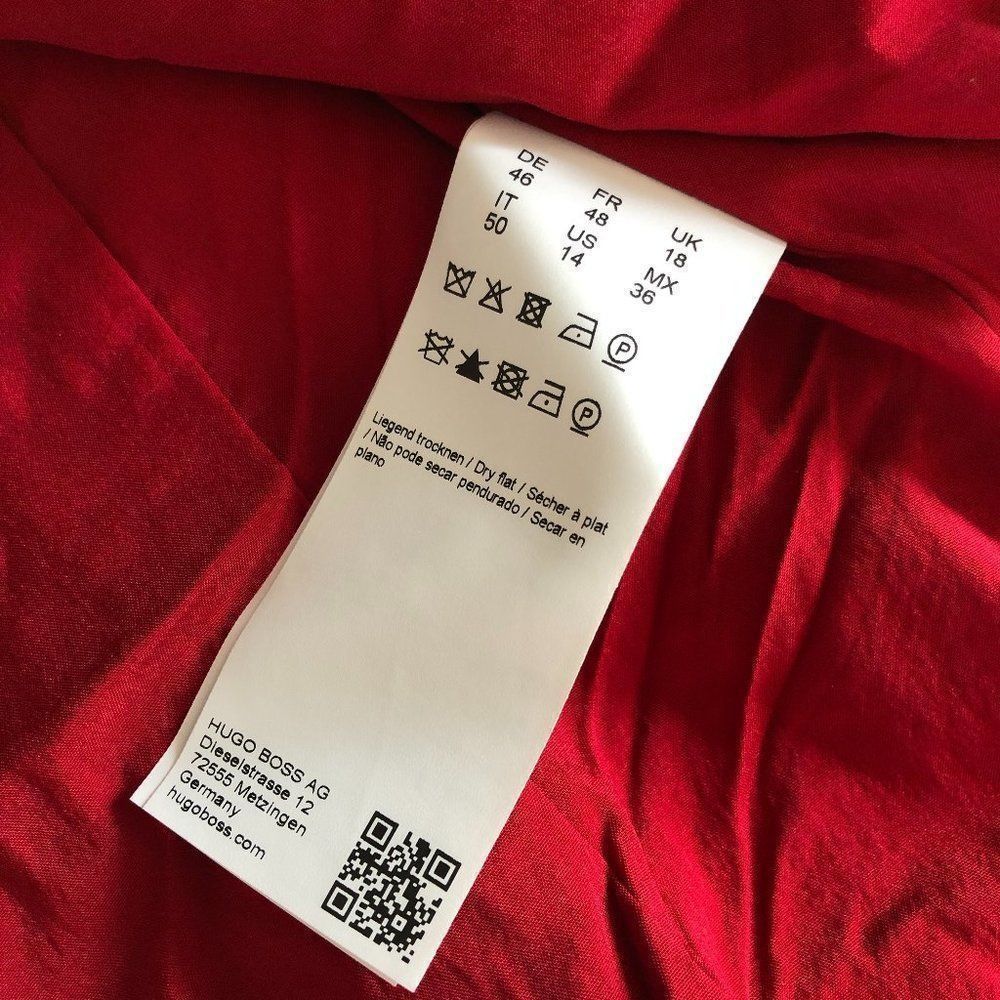 DE FR UK
46 48 18
IT US MX
50 14 36
P
P
Liegend trocknen / Dry flat / Sécher à plat
/ Não pode secar pendurado / Secar en
plano
HUGO BOSS AG
Dieselstrasse 12
72555 Metzingen
Germany
hugoboss.com